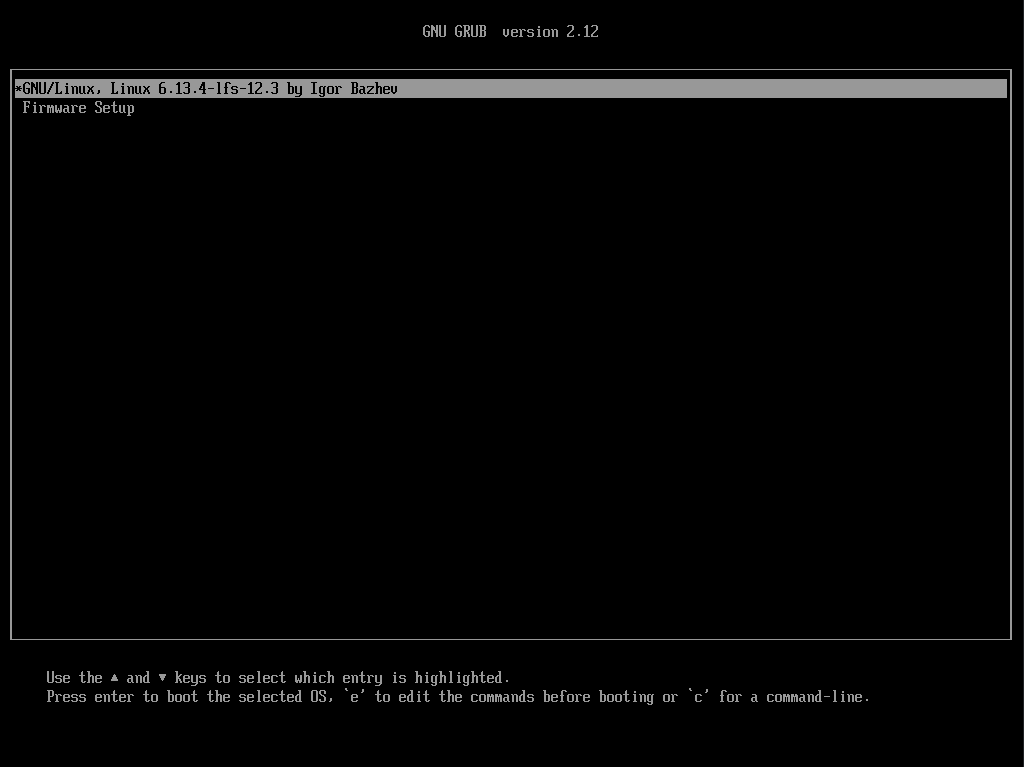 GNU GRUB  version 2.12
*GNU/Linux, Linux 6.13.4-lfs-12.3 by Igor Bazhev
Firmware Setup
Use the ▲ and ▼ keys to select which entry is highlighted.
Press enter to boot the selected OS, `e' to edit the commands before booting or `c' for a command-line.